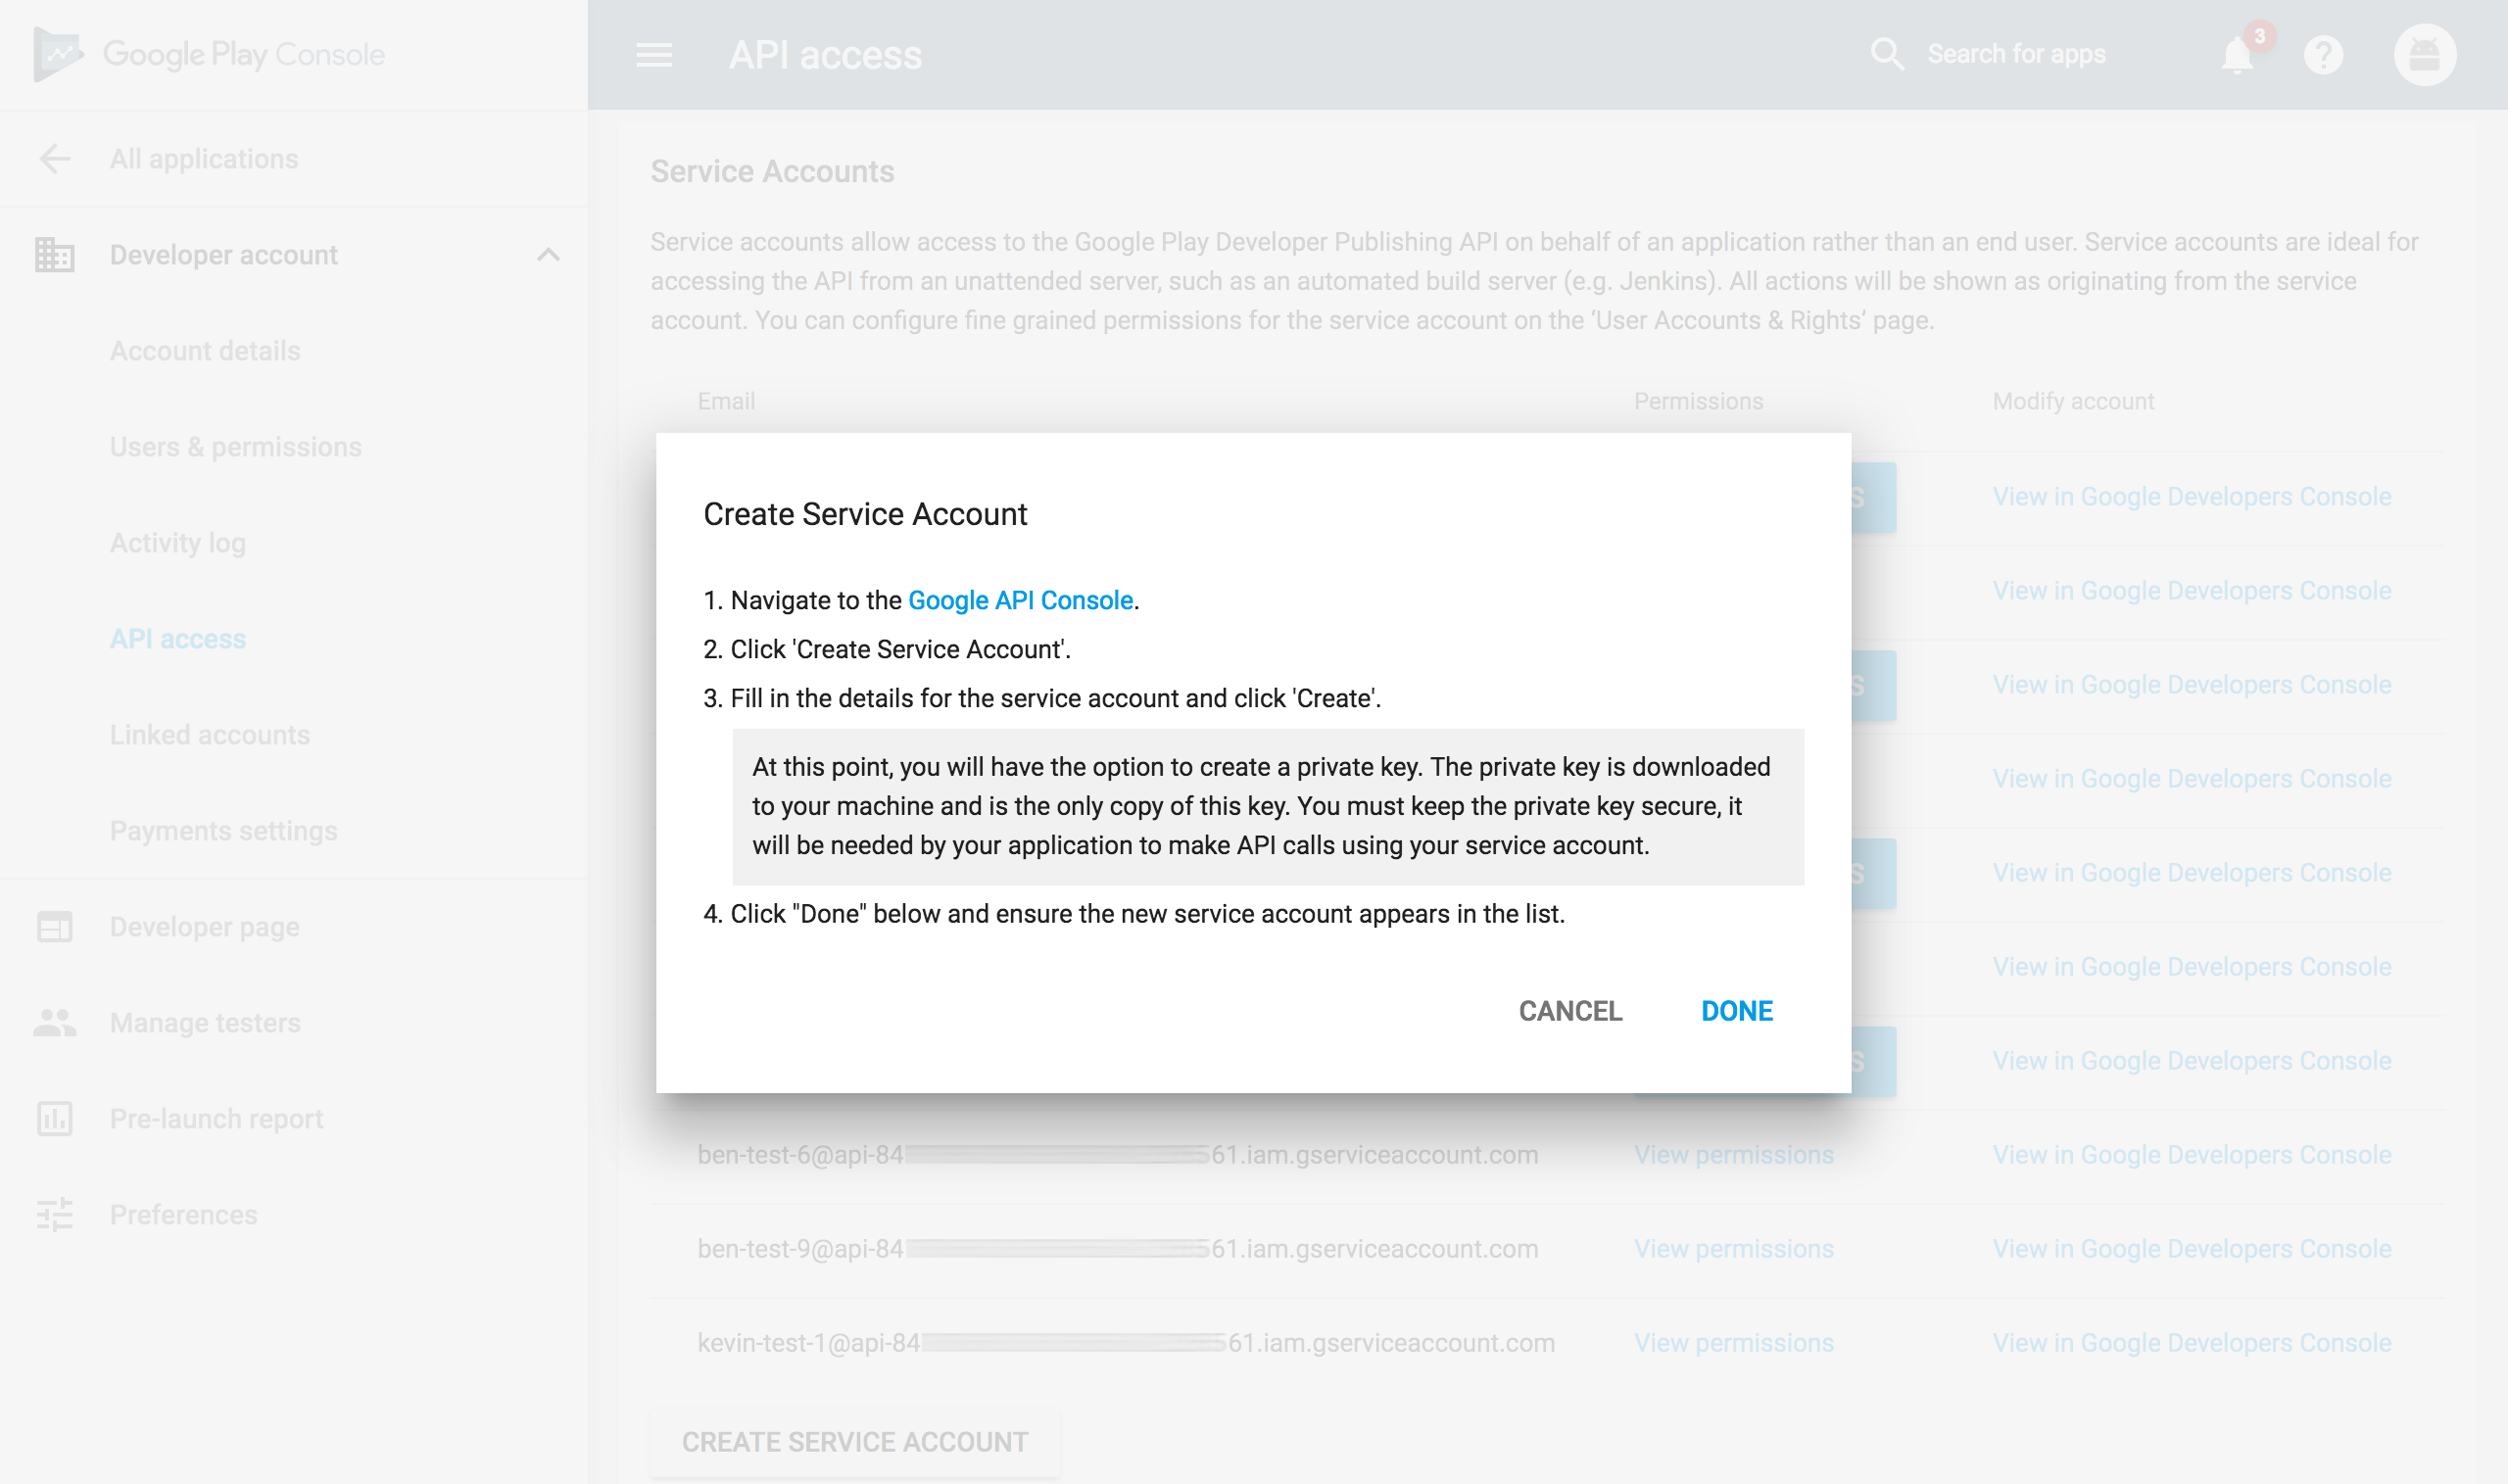 Google Play Console
API access
Search for apps
3
All applications
Developer account
Account details
Users & permissions
Activity log
API access
Linked accounts
Payments settings
Developer page
Manage testers
Pre-launch report
Preferences
Service Accounts
Service accounts allow access to the Google Play Developer Publishing API on behalf of an application rather than an end user. Service accounts are ideal for
accessing the API from an unattended server, such as an automated build server (e.g. Jenkins). All actions will be shown as originating from the service
account. You can configure fine grained permissions for the service account on the ‘User Accounts & Rights’ page.
Email Permissions Modify account
S View in Google Developers Console
View in Google Developers Console
S View in Google Developers Console
View in Google Developers Console
S View in Google Developers Console
View in Google Developers Console
S View in Google Developers Console
Create Service Account
1. Navigate to the Google API Console.
2. Click 'Create Service Account'.
3. Fill in the details for the service account and click 'Create'.
At this point, you will have the option to create a private key. The private key is downloaded
to your machine and is the only copy of this key. You must keep the private key secure, it
will be needed by your application to make API calls using your service account.
4. Click "Done" below and ensure the new service account appears in the list.
CANCEL DONE
ben-test-6@api-84 61.iam.gserviceaccount.com View permissions View in Google Developers Console
ben-test-9@api-84 61.iam.gserviceaccount.com View permissions View in Google Developers Console
kevin-test-1@api-84 61.iam.gserviceaccount.com View permissions View in Google Developers Console
CREATE SERVICE ACCOUNT